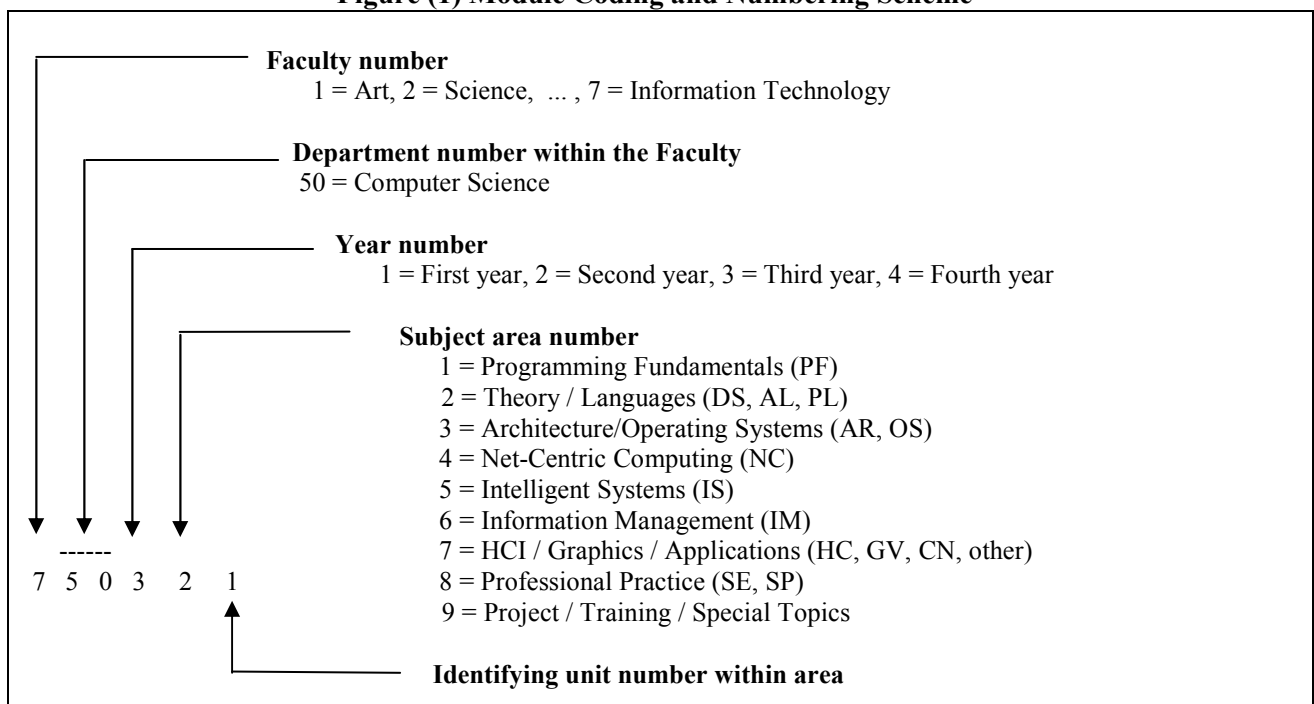 Figure (1) Module Coding and Numbering Scheme
Faculty number
1 = Art, 2 = Science, ... , 7 = Information Technology
Department number within the Faculty
50 = Computer Science
Year number
1 = First year, 2 = Second year, 3 = Third year, 4 = Fourth year
Subject area number
1 = Programming Fundamentals (PF)
2 = Theory / Languages (DS, AL, PL)
3 = Architecture/Operating Systems (AR, OS)
4 = Net-Centric Computing (NC)
5 = Intelligent Systems (IS)
6 = Information Management (IM)
7 = HCI / Graphics / Applications (HC, GV, CN, other)
8 = Professional Practice (SE, SP)
9 = Project / Training / Special Topics
------
7 5 0 3 2 1
Identifying unit number within area